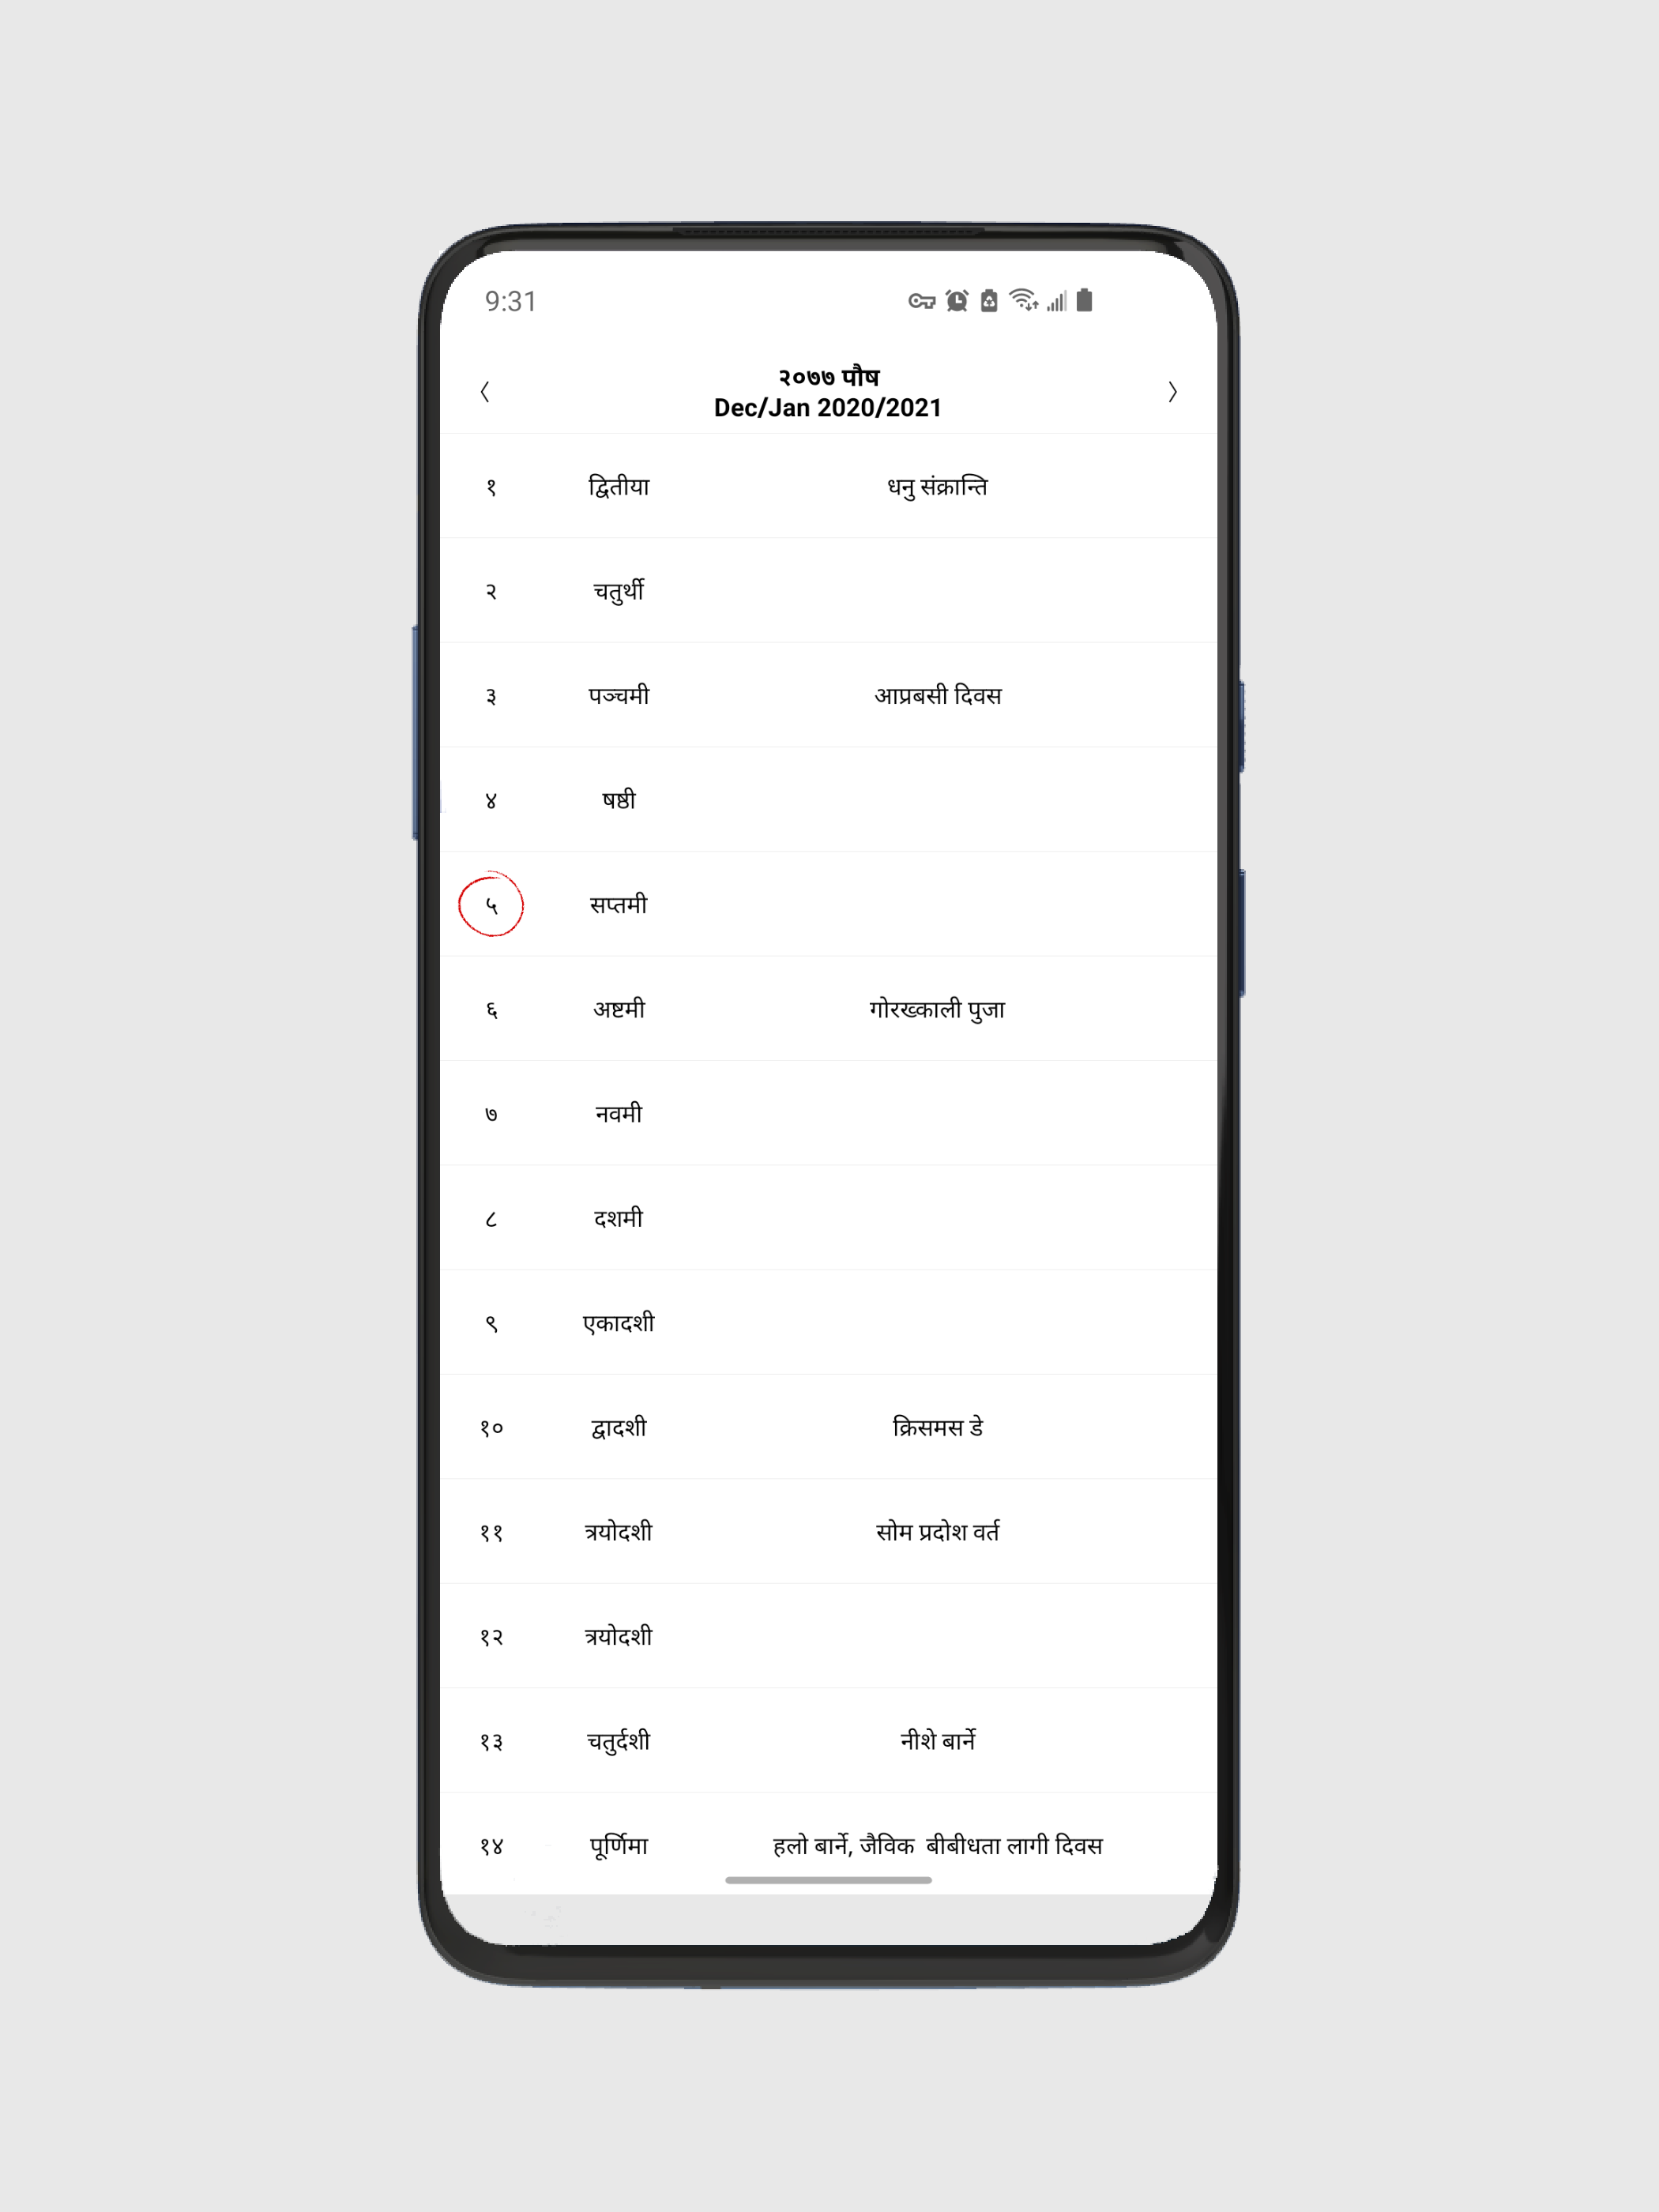 9:31
२०७७ पौष
Dec/Jan 2020/2021
१ द्वितीया धनु संक्रान्ति
२ चतुर्थी
३ पञ्चमी आप्रबसी दिवस
४ षष्ठी
५ सप्तमी
६ अष्टमी गोरख्काली पुजा
७ नवमी
८ दशमी
९ एकादशी
१० द्वादशी क्रिसमस डे
११ त्रयोदशी सोम प्रदोश वर्त
१२ त्रयोदशी
१३ चतुर्दशी नीशे बार्ने
१४ पूर्णिमा हलो बार्ने, जैविक बीबीधता लागी दिवस